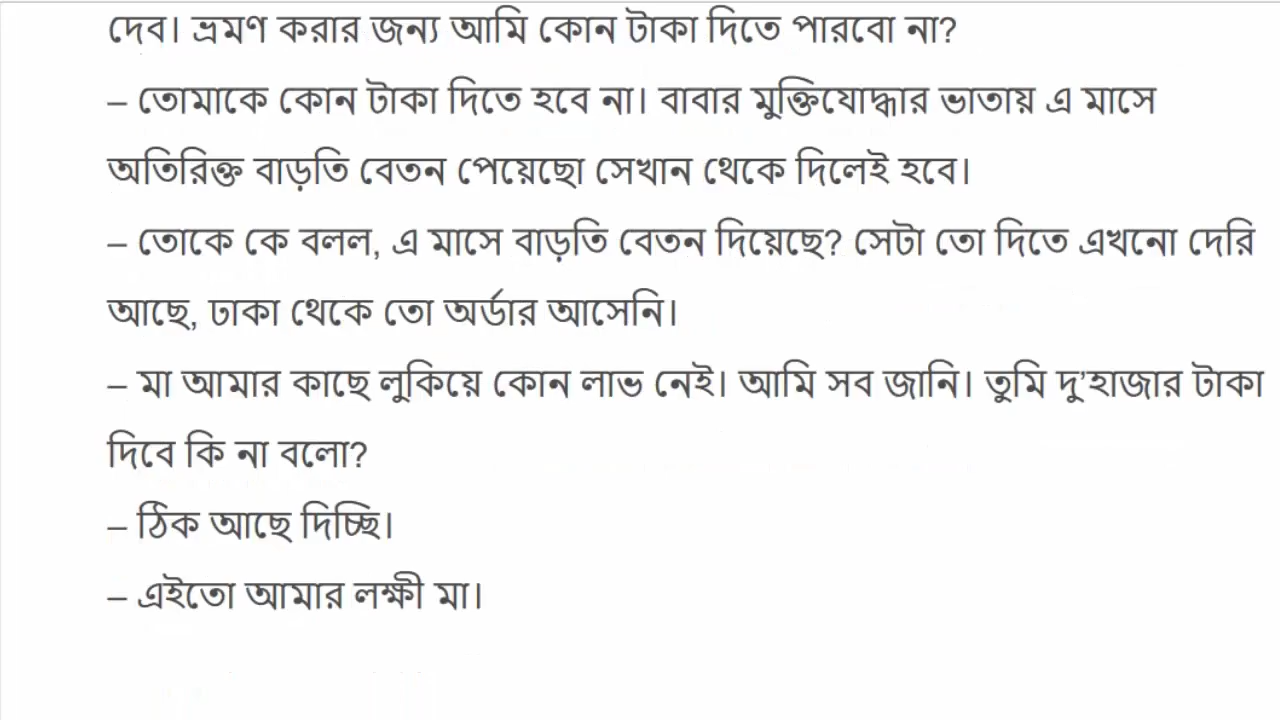 দেব। ভ্রমণ করার জন্য আমি কোন টাকা দিতে পারবো না?
– তোমাকে কোন টাকা দিতে হবে না। বাবার মুক্তিযোদ্ধার ভাতায় এ মাসে
অতিরিক্ত বাড়তি বেতন পেয়েছো সেখান থেকে দিলেই হবে।
– তোকে কে বলল, এ মাসে বাড়তি বেতন দিয়েছে? সেটা তো দিতে এখনো দেরি
আছে, ঢাকা থেকে তো অর্ডার আসেনি।
– মা আমার কাছে লুকিয়ে কোন লাভ নেই। আমি সব জানি। তুমি দু’হাজার টাকা
দিবে কি না বলো?
– ঠিক আছে দিচ্ছি।
– এইতো আমার লক্ষী মা।